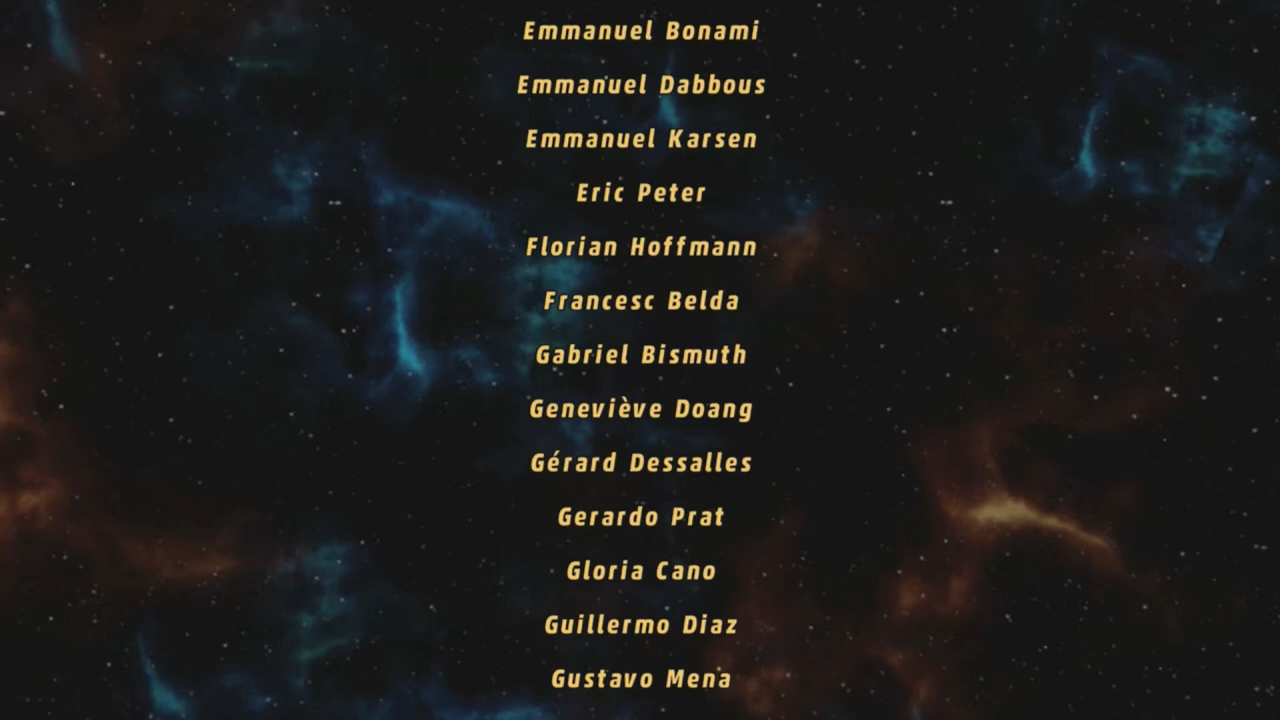 Emmanuel Bonami
Emmanuel Dabbous
Emmanuel Karsen
Eric Peter
Florian Hoffmann
Francesc Belda
Gabriel Bismuth
Geneviève Doang
Gérard Dessalles
Gerardo Prat
Gloria Cano
Guillermo Diaz
Gustavo Mena